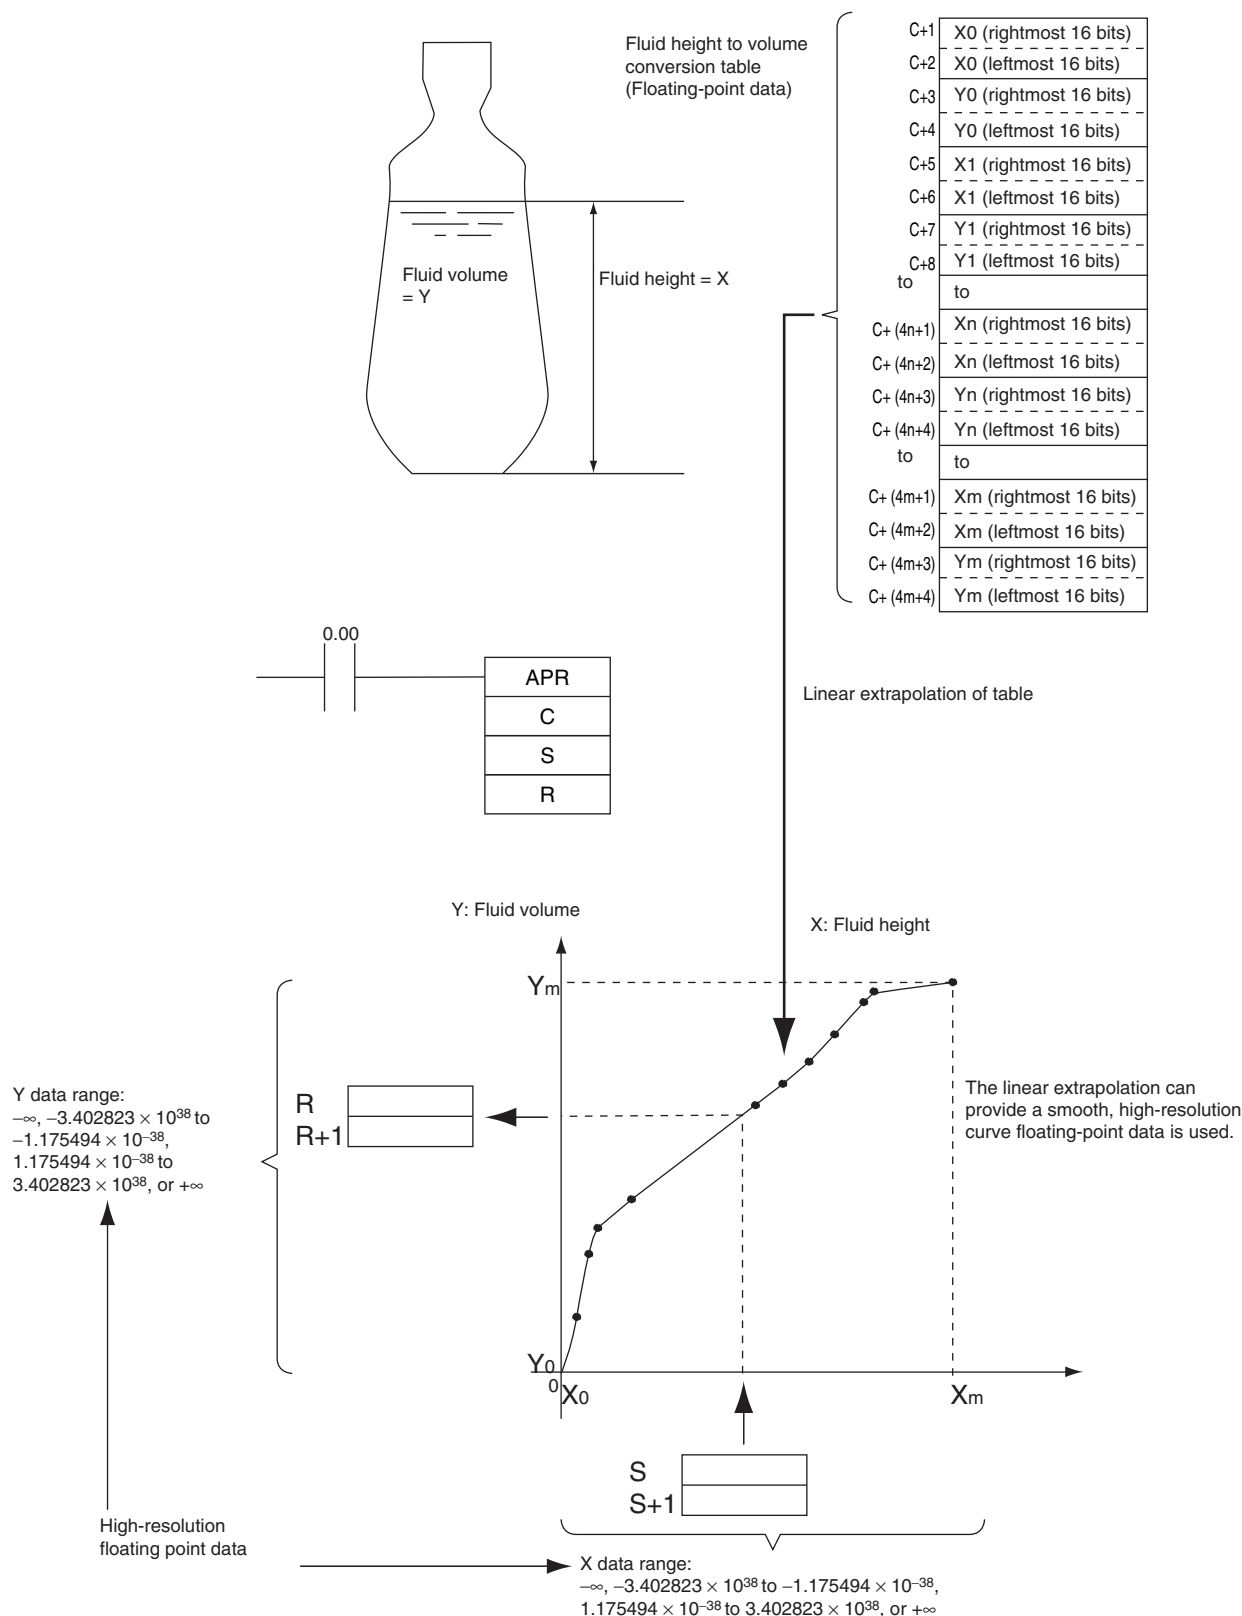 Fluid height to volume
conversion table
(Floating-point data)
C+1 X0 (rightmost 16 bits)
C+2 X0 (leftmost 16 bits)
C+3 Y0 (rightmost 16 bits)
C+4 Y0 (leftmost 16 bits)
C+5 X1 (rightmost 16 bits)
C+6 X1 (leftmost 16 bits)
C+7 Y1 (rightmost 16 bits)
C+8 Y1 (leftmost 16 bits)
to to
C+ (4n+1) Xn (rightmost 16 bits)
C+ (4n+2) Xn (leftmost 16 bits)
C+ (4n+3) Yn (rightmost 16 bits)
C+ (4n+4) Yn (leftmost 16 bits)
to to
C+ (4m+1) Xm (rightmost 16 bits)
C+ (4m+2) Xm (leftmost 16 bits)
C+ (4m+3) Ym (rightmost 16 bits)
C+ (4m+4) Ym (leftmost 16 bits)
Fluid volume
= Y
Fluid height = X
0.00
APR
C
S
R
Linear extrapolation of table
Y: Fluid volume
X: Fluid height
Ym
Y data range:
−∞, −3.402823 × 10³⁸ to
−1.175494 × 10⁻³⁸,
1.175494 × 10⁻³⁸ to
3.402823 × 10³⁸, or +∞
R
R+1
The linear extrapolation can
provide a smooth, high-resolution
curve floating-point data is used.
Y0
0
X0
Xm
S
S+1
High-resolution
floating point data
X data range:
−∞, −3.402823 × 10³⁸ to −1.175494 × 10⁻³⁸,
1.175494 × 10⁻³⁸ to 3.402823 × 10³⁸, or +∞